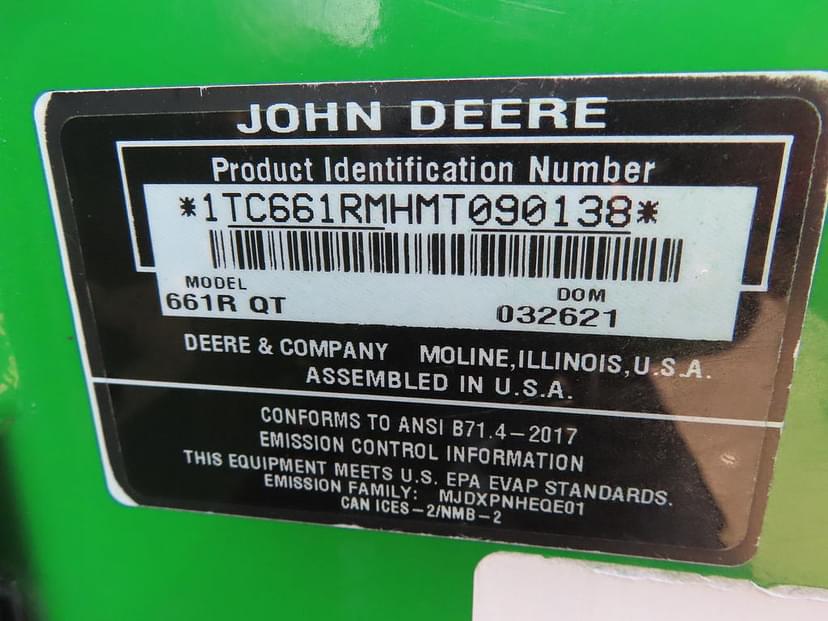 JOHN DEERE
Product Identification Number
*1TC661RMHMT090138*
MODEL
661R QT
DOM
032621
DEERE & COMPANY MOLINE, ILLINOIS, U.S.A.
ASSEMBLED IN U.S.A.
CONFORMS TO ANSI B71.4-2017
EMISSION CONTROL INFORMATION
THIS EQUIPMENT MEETS U.S. EPA EVAP STANDARDS.
EMISSION FAMILY: MJDXPNHEQE01
CAN ICES-2/NMB-2